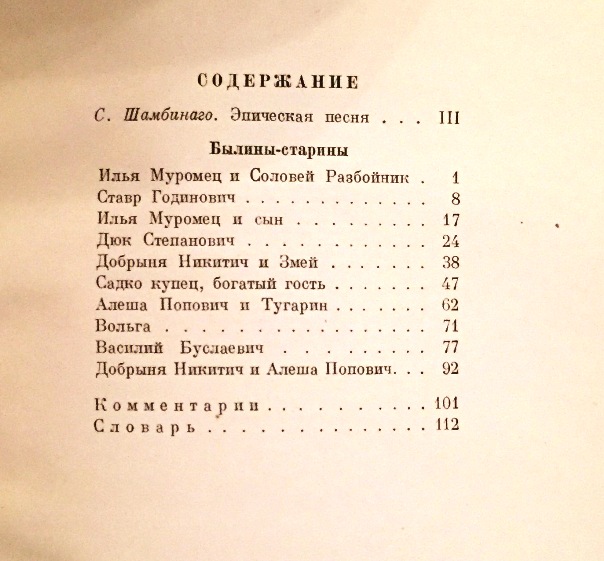 СОДЕРЖАНИЕ
С. Шамбинаго. Эпическая песня . . . III
Былины-старины
Илья Муромец и Соловей Разбойник . 1
Ставр Годинович . . . . . . . . . . . . . 8
Илья Муромец и сын . . . . . . . . . 17
Дюк Степанович . . . . . . . . . . . . 24
Добрыня Никитич и Змей . . . . . . . 38
Садко купец, богатый гость . . . . . . . 47
Алеша Попович и Тугарин . . . . . . . 62
Вольга . . . . . . . . . . . . . . . . 71
Василий Буслаевич . . . . . . . . . 77
Добрыня Никитич и Алеша Попович. . . 92
Комментарии . . . . . . . . . . . 101
Словарь . . . . . . . . . . . . . 112